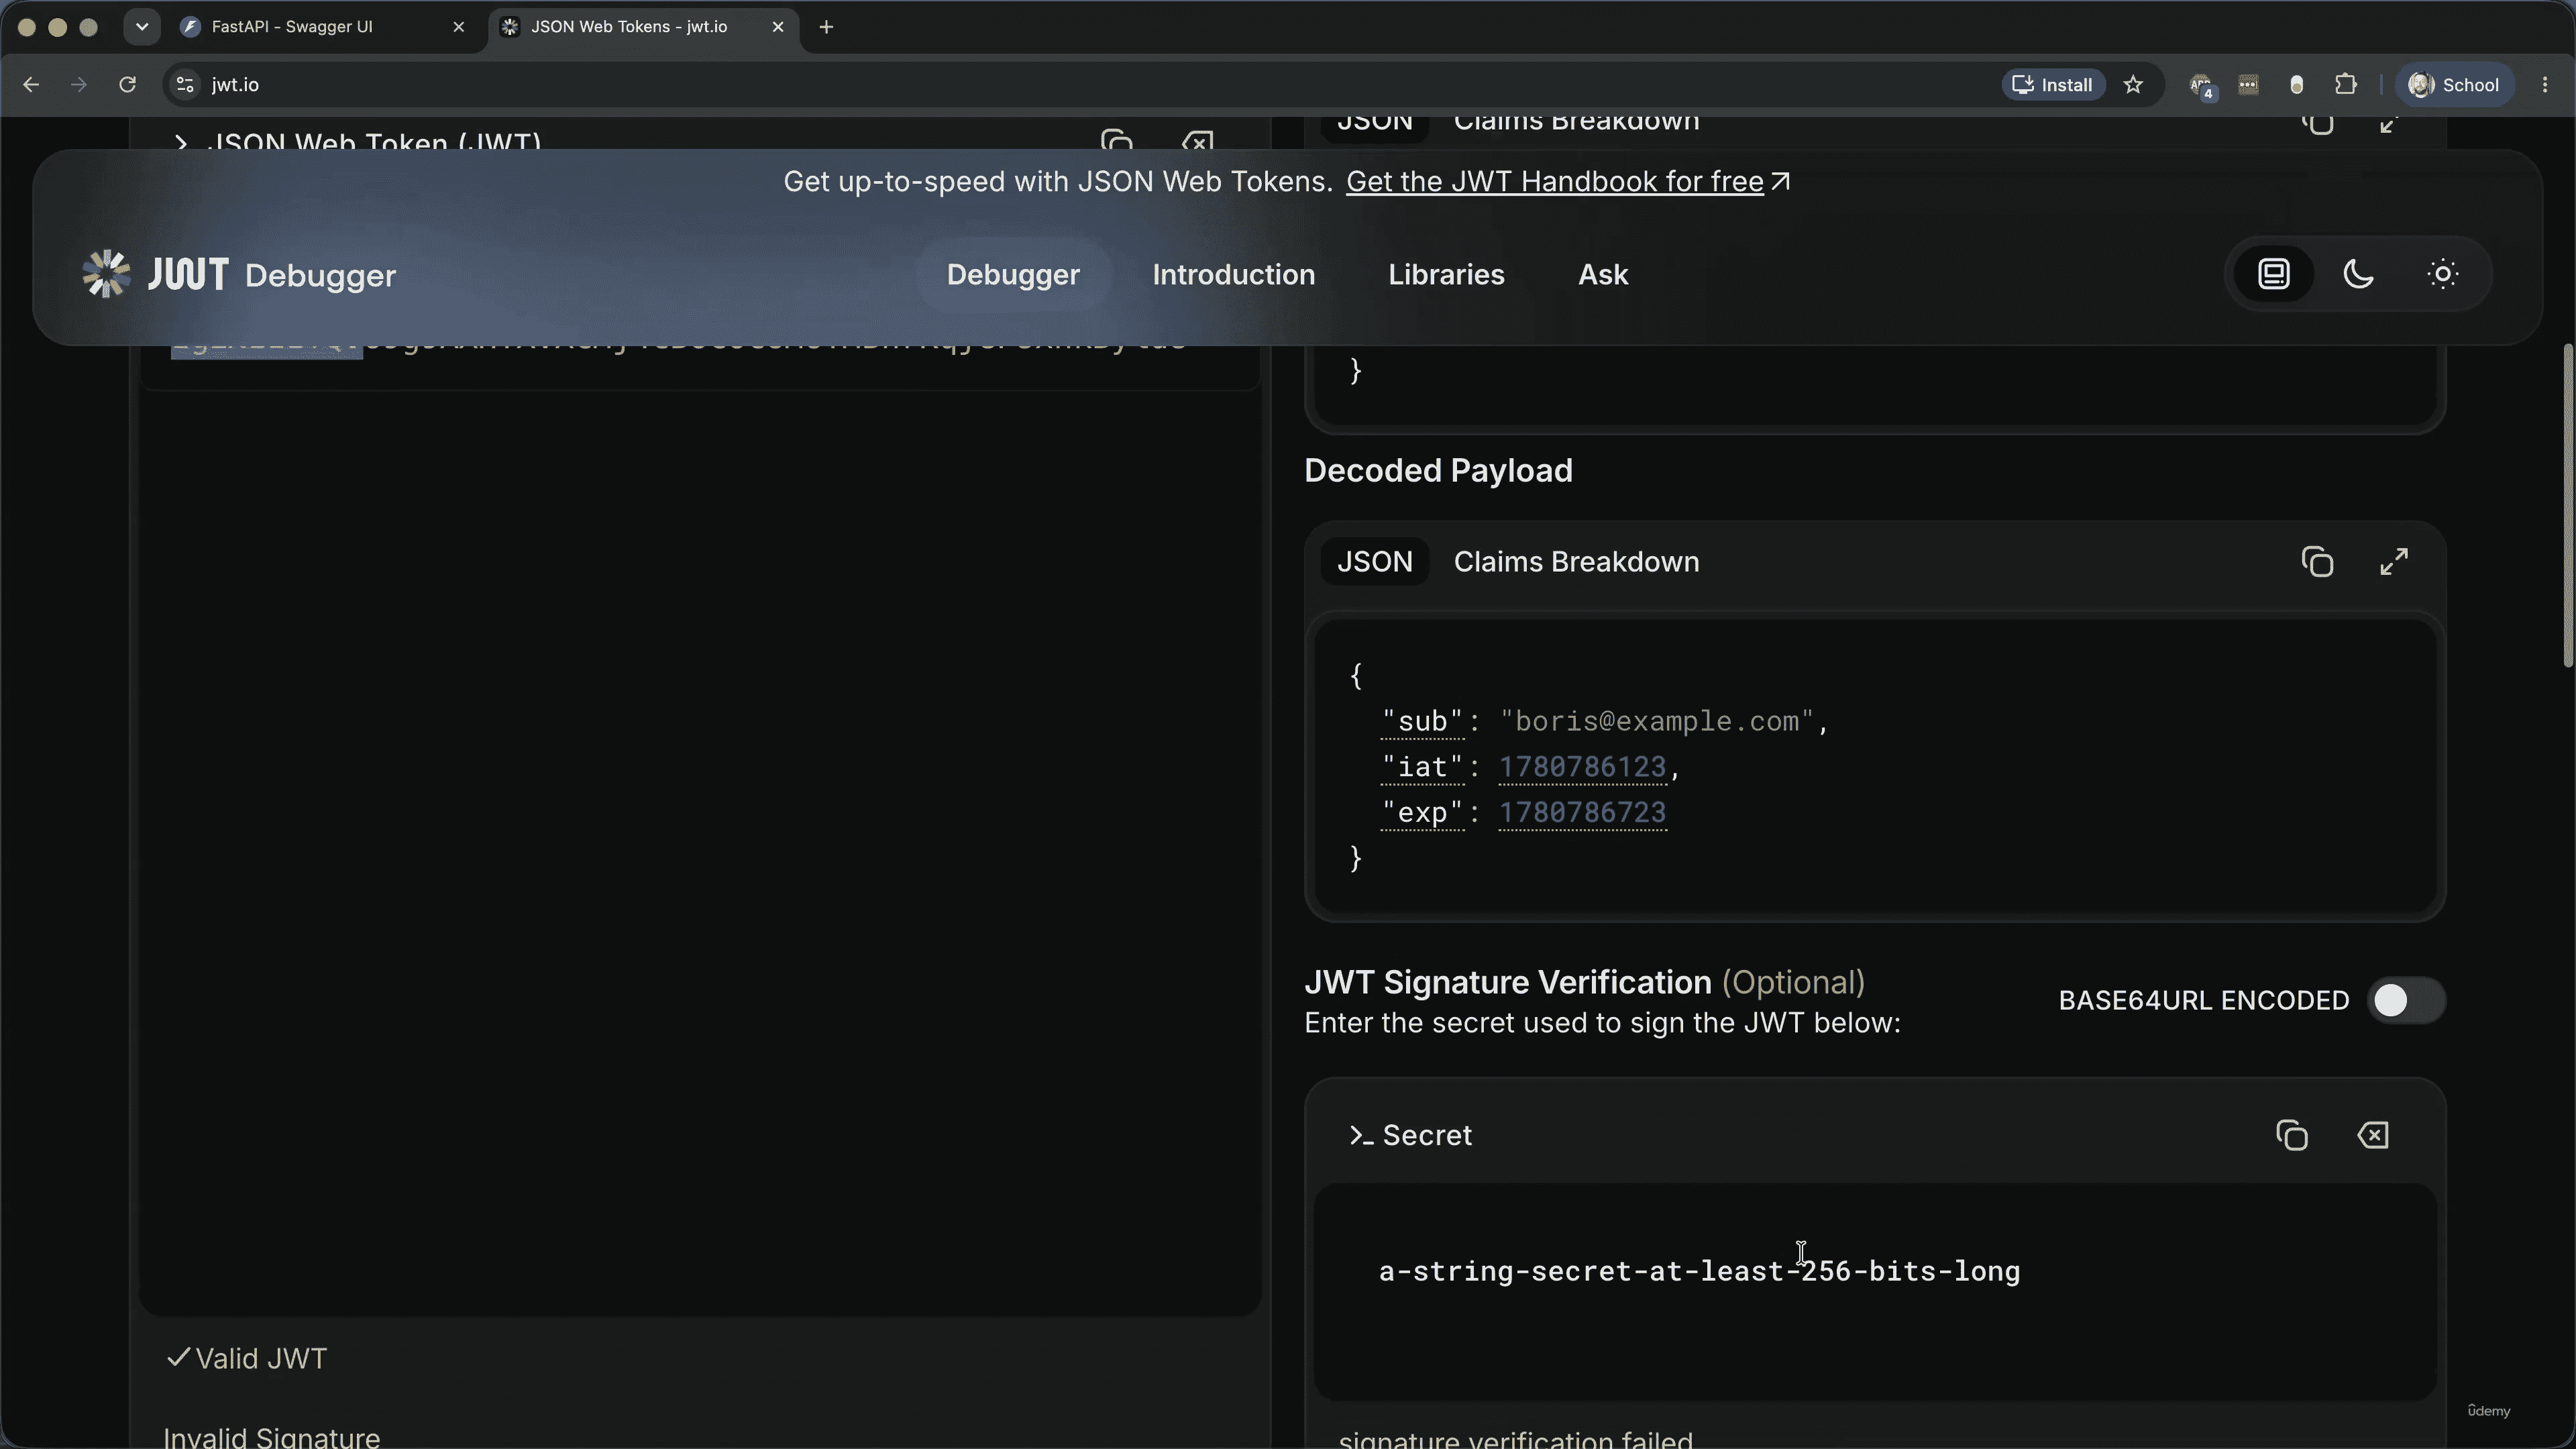 FastAPI - Swagger UI
JSON Web Tokens - jwt.io
jwt.io
Install
4
School
JSON Web Token (JWT)
JSON Claims Breakdown
Get up-to-speed with JSON Web Tokens. Get the JWT Handbook for free
JWT Debugger
Debugger
Introduction
Libraries
Ask
}
Decoded Payload
JSON Claims Breakdown
{
"sub": "boris@example.com",
"iat": 1780786123,
"exp": 1780786723
}
JWT Signature Verification (Optional)
Enter the secret used to sign the JWT below:
BASE64URL ENCODED
Secret
a-string-secret-at-least-256-bits-long
Valid JWT
Invalid Signature
signature verification failed
ûdemy